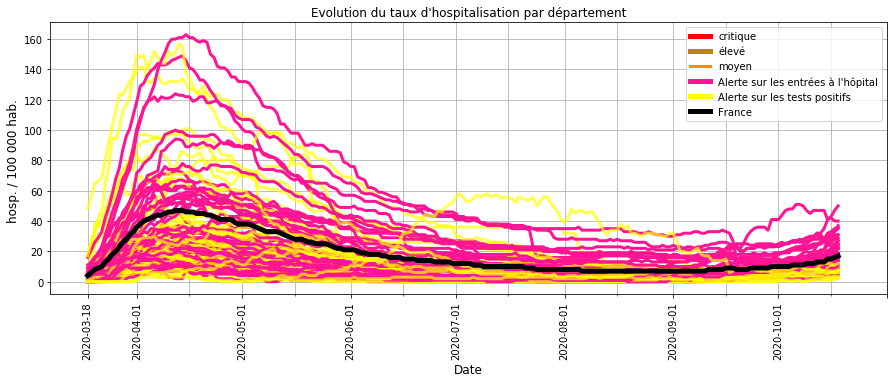 Evolution du taux d'hospitalisation par département
critique
élevé
moyen
Alerte sur les entrées à l'hôpital
Alerte sur les tests positifs
France
hosp. / 100 000 hab.
160
140
120
100
80
60
40
20
0
2020-03-18
2020-04-01
2020-05-01
2020-06-01
2020-07-01
2020-08-01
2020-09-01
2020-10-01
Date